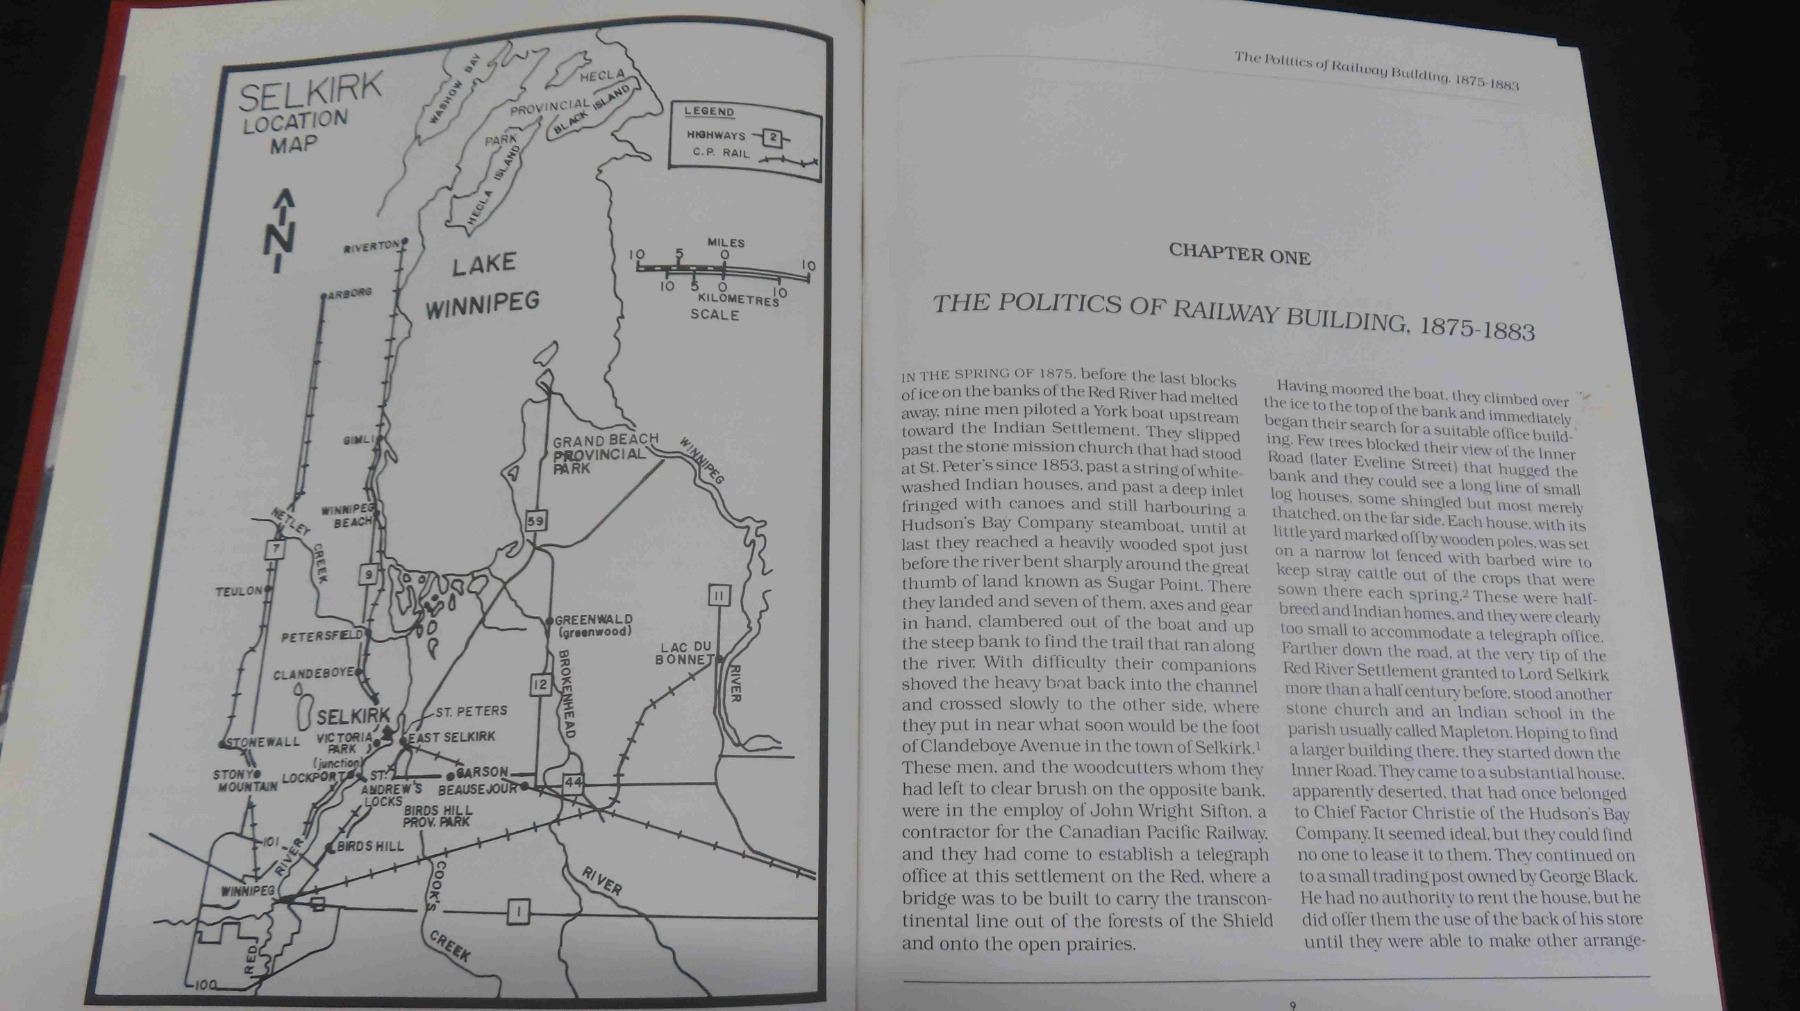 SELKIRK
LOCATION
MAP
N
WASHOW BAY
HECLA
PROVINCIAL
PARK
BLACK ISLAND
HECLA ISLAND
LEGEND
HIGHWAYS 2
C.P. RAIL
RIVERTON
ARBORG
LAKE
WINNIPEG
MILES
10 5 0 10
10 5 0 10
KILOMETRES
SCALE
GIMLI
GRAND BEACH
PROVINCIAL
PARK
WINNIPEG
WINNIPEG
BEACH
59
NETLEY
CREEK
7
9
TEULON
11
GREENWALD
(greenwood)
PETERSFIELD
LAC DU
BONNET
RIVER
CLANDEBOYE
BROKENHEAD
12
SELKIRK
ST. PETERS
STONEWALL
VICTORIA
PARK
(junction)
EAST SELKIRK
STONY
MOUNTAIN
LOCKPORT
ST.
ANDREW'S
LOCKS
GARSON
BEAUSEJOUR
44
BIRDS HILL
PROV. PARK
101
RIVER
BIRDS HILL
WINNIPEG
COOK'S
RIVER
1
CREEK
RED
100
The Politics of Railway Building, 1875-1883
CHAPTER ONE
THE POLITICS OF RAILWAY BUILDING, 1875-1883
IN THE SPRING OF 1875, before the last blocks
of ice on the banks of the Red River had melted
away, nine men piloted a York boat upstream
toward the Indian Settlement. They slipped
past the stone mission church that had stood
at St. Peter's since 1853, past a string of white-
washed Indian houses, and past a deep inlet
fringed with canoes and still harbouring a
Hudson's Bay Company steamboat, until at
last they reached a heavily wooded spot just
before the river bent sharply around the great
thumb of land known as Sugar Point. There
they landed and seven of them, axes and gear
in hand, clambered out of the boat and up
the steep bank to find the trail that ran along
the river. With difficulty their companions
shoved the heavy boat back into the channel
and crossed slowly to the other side, where
they put in near what soon would be the foot
of Clandeboye Avenue in the town of Selkirk.¹
These men, and the woodcutters whom they
had left to clear brush on the opposite bank,
were in the employ of John Wright Sifton, a
contractor for the Canadian Pacific Railway,
and they had come to establish a telegraph
office at this settlement on the Red, where a
bridge was to be built to carry the transcon-
tinental line out of the forests of the Shield
and onto the open prairies.
Having moored the boat, they climbed over
the ice to the top of the bank and immediately
began their search for a suitable office build-
ing. Few trees blocked their view of the Inner
Road (later Eveline Street) that hugged the
bank and they could see a long line of small
log houses, some shingled but most merely
thatched, on the far side. Each house, with its
little yard marked off by wooden poles, was set
on a narrow lot fenced with barbed wire to
keep stray cattle out of the crops that were
sown there each spring.² These were half-
breed and Indian homes, and they were clearly
too small to accommodate a telegraph office.
Farther down the road, at the very tip of the
Red River Settlement granted to Lord Selkirk
more than a half century before, stood another
stone church and an Indian school in the
parish usually called Mapleton. Hoping to find
a larger building there, they started down the
Inner Road. They came to a substantial house,
apparently deserted, that had once belonged
to Chief Factor Christie of the Hudson's Bay
Company. It seemed ideal, but they could find
no one to lease it to them. They continued on
to a small trading post owned by George Black.
He had no authority to rent the house, but he
did offer them the use of the back of his store
until they were able to make other arrange-
9